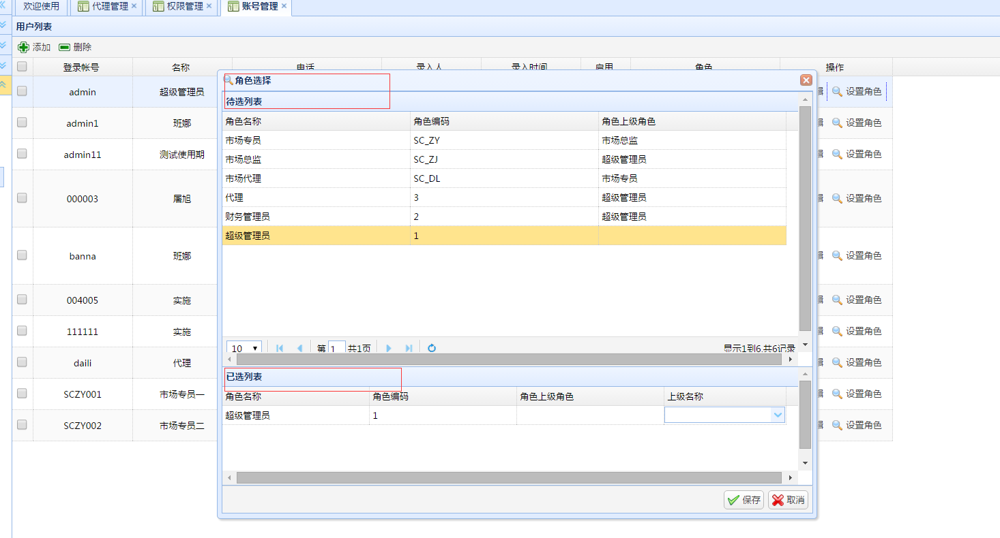 欢迎使用 代理管理 权限管理 账号管理
用户列表
添加 删除
登录帐号 名称 电话 录入人 录入时间 启用 角色 操作
admin 超级管理员 设置角色
admin1 班娜 设置角色
admin11 测试使用期 设置角色
000003 屠旭 设置角色
banna 班娜 设置角色
004005 实施 设置角色
111111 实施 设置角色
daili 代理 设置角色
SCZY001 市场专员一 设置角色
SCZY002 市场专员二 设置角色
角色选择
待选列表
角色名称 角色编码 角色上级角色
市场专员 SC_ZY 市场总监
市场总监 SC_ZJ 超级管理员
市场代理 SC_DL 市场专员
代理 3 超级管理员
财务管理员 2 超级管理员
超级管理员 1
10 第 1 共1页 显示1到6,共6记录
已选列表
角色名称 角色编码 角色上级角色 上级名称
超级管理员 1
保存 取消